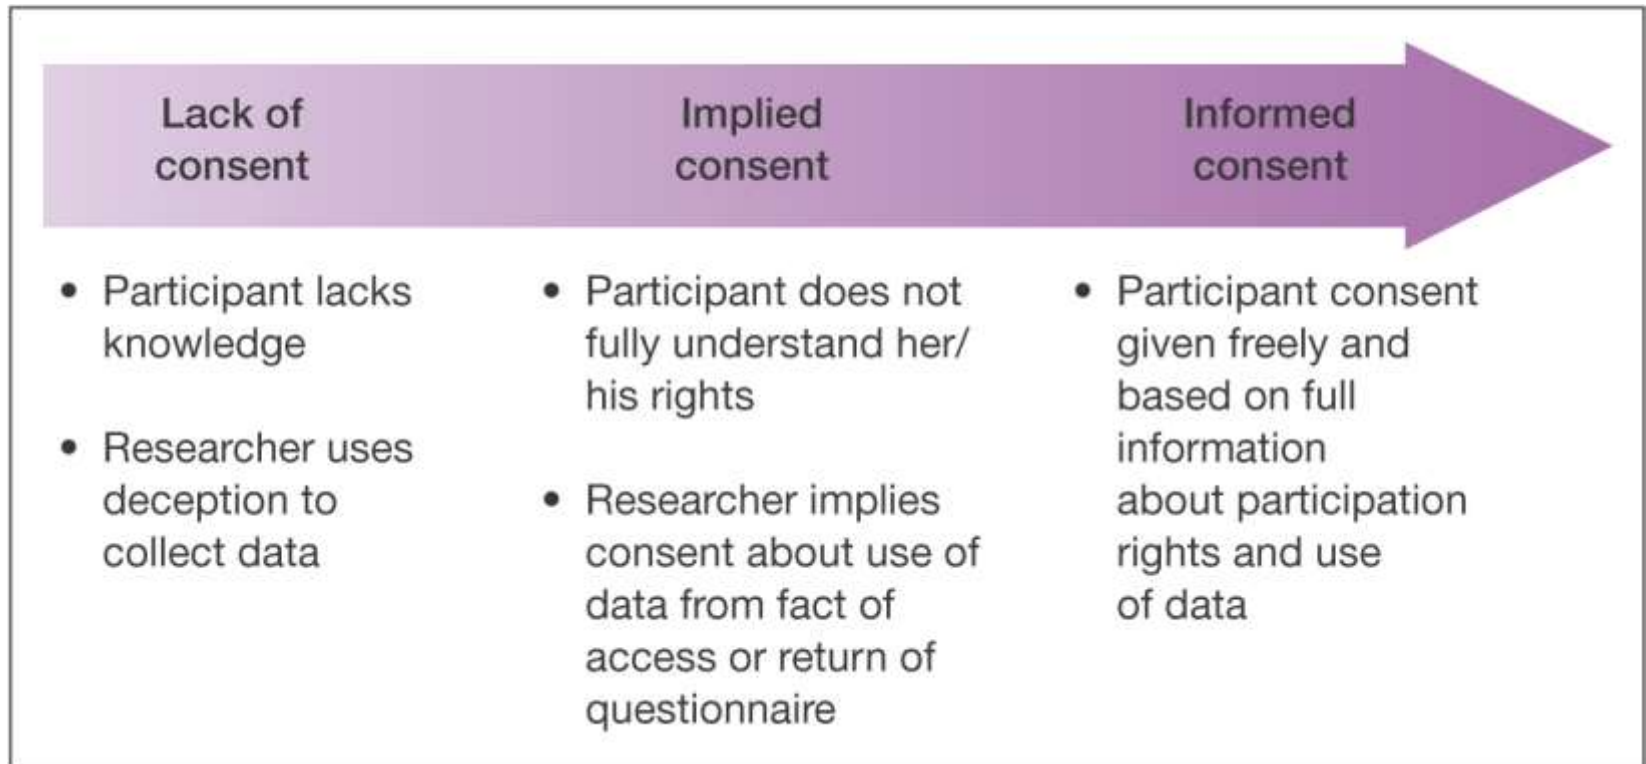 Lack of
consent
Implied
consent
Informed
consent
• Participant lacks
knowledge
• Researcher uses
deception to
collect data
• Participant does not
fully understand her/
his rights
• Researcher implies
consent about use of
data from fact of
access or return of
questionnaire
• Participant consent
given freely and
based on full
information
about participation
rights and use
of data